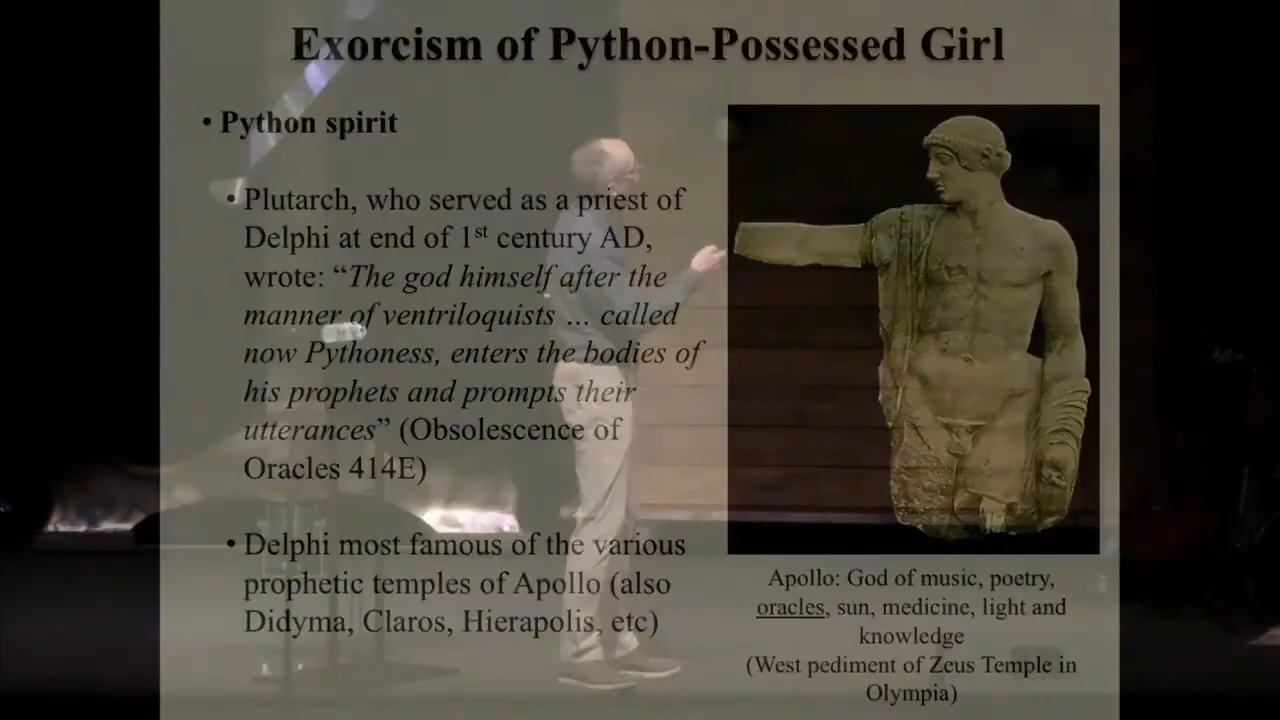 Exorcism of Python-Possessed Girl
• Python spirit
• Plutarch, who served as a priest of
Delphi at end of 1st century AD,
wrote: “The god himself after the
manner of ventriloquists … called
now Pythoness, enters the bodies of
his prophets and prompts their
utterances” (Obsolescence of
Oracles 414E)
• Delphi most famous of the various
prophetic temples of Apollo (also
Didyma, Claros, Hierapolis, etc)
Apollo: God of music, poetry,
oracles, sun, medicine, light and
knowledge
(West pediment of Zeus Temple in
Olympia)